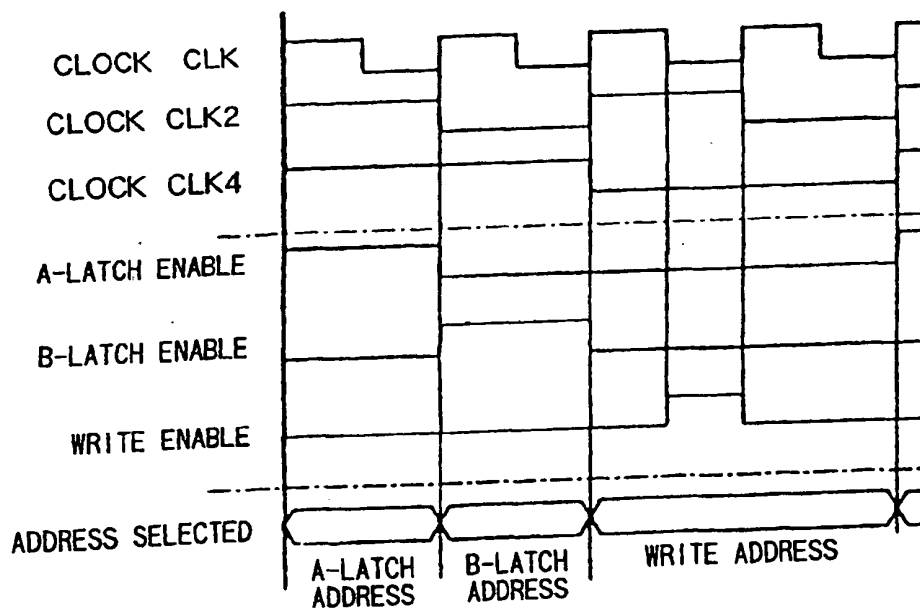 CLOCK CLK
CLOCK CLK2
CLOCK CLK4
A-LATCH ENABLE
B-LATCH ENABLE
WRITE ENABLE
ADDRESS SELECTED
A-LATCH
ADDRESS
B-LATCH
ADDRESS
WRITE ADDRESS